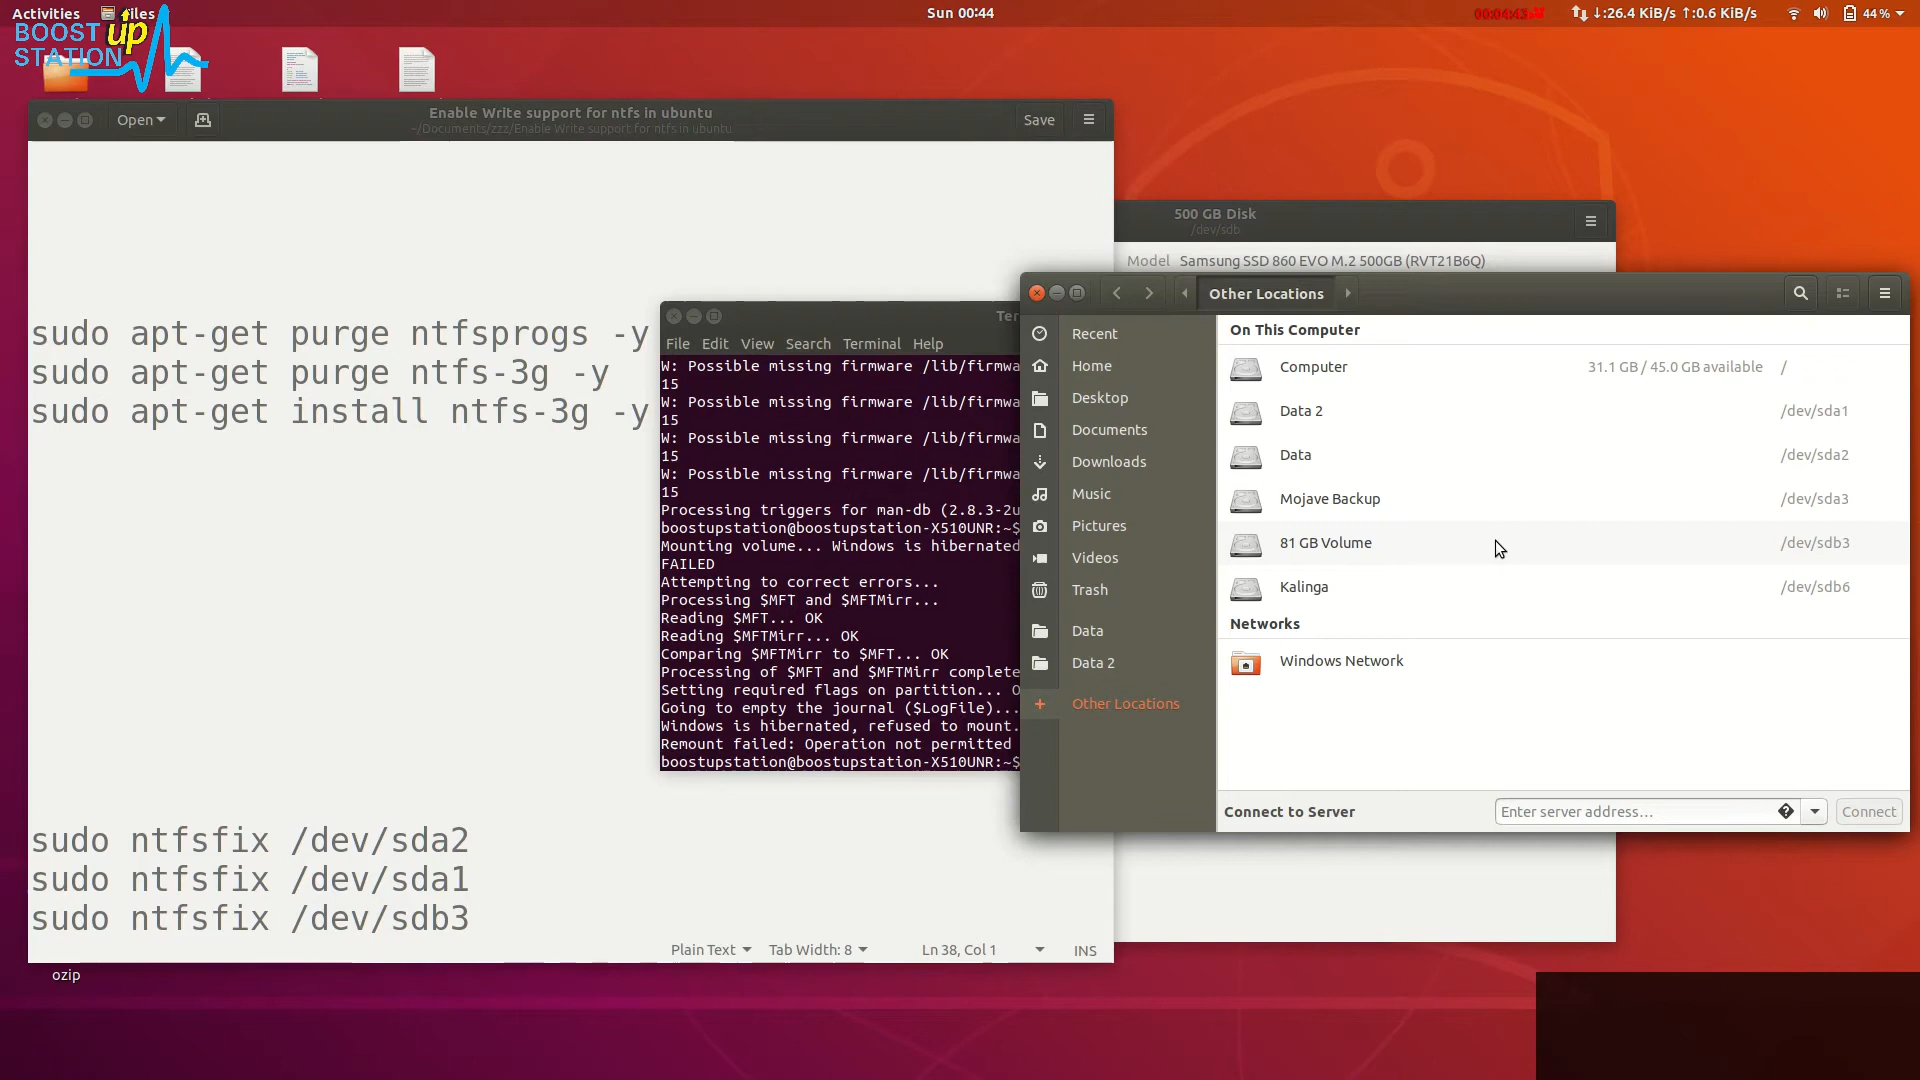 Activities Files Sun 00:44 ↓:26.4 KiB/s ↑:0.6 KiB/s 44 %
BOOST up
STATION
Open Enable Write support for ntfs in ubuntu Save
~/Documents/zzz/Enable Write support for ntfs in ubuntu
sudo apt-get purge ntfsprogs -y
sudo apt-get purge ntfs-3g -y
sudo apt-get install ntfs-3g -y
sudo ntfsfix /dev/sda2
sudo ntfsfix /dev/sda1
sudo ntfsfix /dev/sdb3
Plain Text Tab Width: 8 Ln 38, Col 1 INS
ozip
500 GB Disk
/dev/sdb
Model Samsung SSD 860 EVO M.2 500GB (RVT21B6Q)
Ter
File Edit View Search Terminal Help
W: Possible missing firmware /lib/firmwa
15
W: Possible missing firmware /lib/firmwa
15
W: Possible missing firmware /lib/firmwa
15
W: Possible missing firmware /lib/firmwa
15
Processing triggers for man-db (2.8.3-2u
boostupstation@boostupstation-X510UNR:~$
Mounting volume... Windows is hibernated
FAILED
Attempting to correct errors...
Processing $MFT and $MFTMirr...
Reading $MFT... OK
Reading $MFTMirr... OK
Comparing $MFTMirr to $MFT... OK
Processing of $MFT and $MFTMirr complete
Setting required flags on partition... O
Going to empty the journal ($LogFile)...
Windows is hibernated, refused to mount.
Remount failed: Operation not permitted
boostupstation@boostupstation-X510UNR:~$
Other Locations
Recent
Home
Desktop
Documents
Downloads
Music
Pictures
Videos
Trash
Data
Data 2
Other Locations
On This Computer
Computer 31.1 GB / 45.0 GB available /
Data 2 /dev/sda1
Data /dev/sda2
Mojave Backup /dev/sda3
81 GB Volume /dev/sdb3
Kalinga /dev/sdb6
Networks
Windows Network
Connect to Server Enter server address... Connect